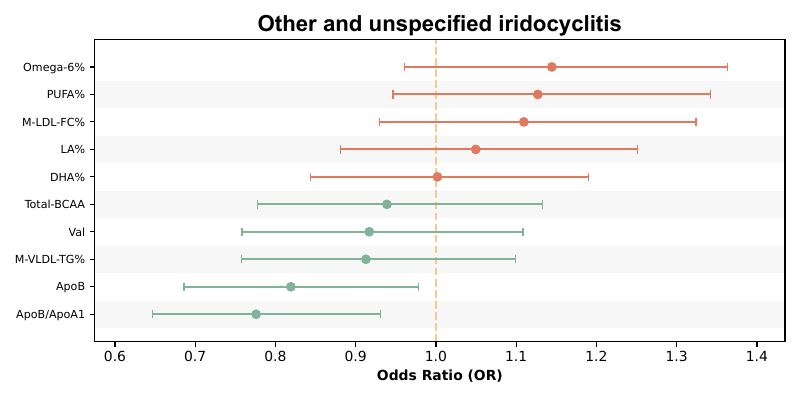 Other and unspecified iridocyclitis
Omega-6%
PUFA%
M-LDL-FC%
LA%
DHA%
Total-BCAA
Val
M-VLDL-TG%
ApoB
ApoB/ApoA1
0.6 0.7 0.8 0.9 1.0 1.1 1.2 1.3 1.4
Odds Ratio (OR)